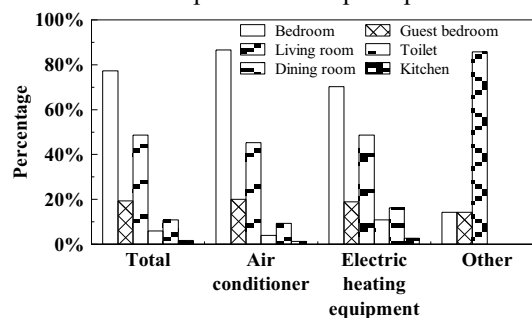 100%
80%
60%
40%
20%
0%
Percentage
Bedroom Guest bedroom
Living room Toilet
Dining room Kitchen
Total Air Electric Other
conditioner heating
equipment